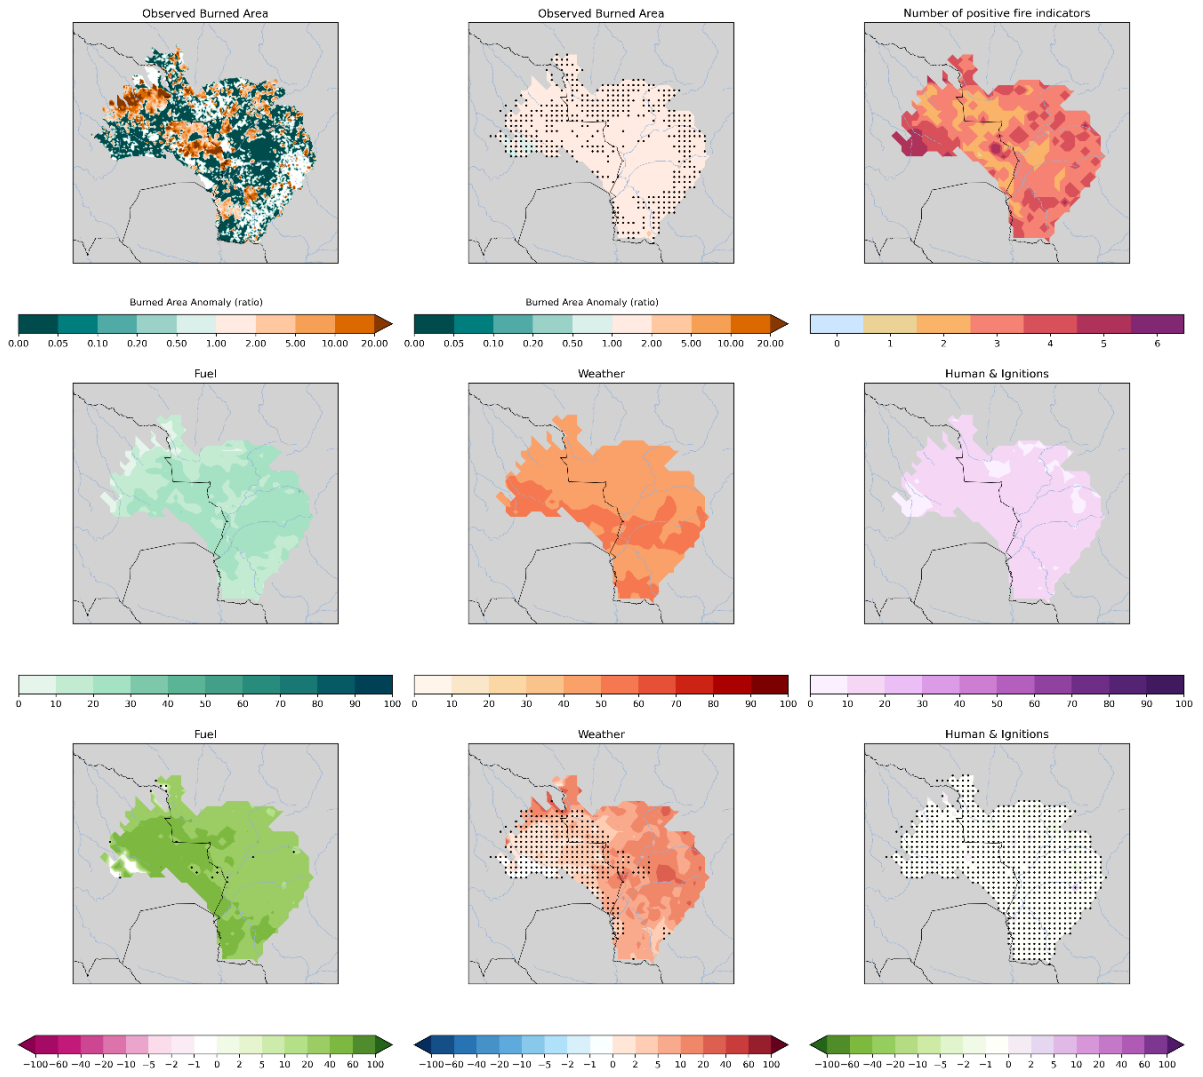 Observed Burned Area
Observed Burned Area
Number of positive fire indicators
Burned Area Anomaly (ratio)
Burned Area Anomaly (ratio)
0.00 0.05 0.10 0.20 0.50 1.00 2.00 5.00 10.00 20.00
0.00 0.05 0.10 0.20 0.50 1.00 2.00 5.00 10.00 20.00
0 1 2 3 4 5 6
Fuel
Weather
Human & Ignitions
0 10 20 30 40 50 60 70 80 90 100
0 10 20 30 40 50 60 70 80 90 100
0 10 20 30 40 50 60 70 80 90 100
Fuel
Weather
Human & Ignitions
−100 −60 −40 −20 −10 −5 −2 −1 0 2 5 10 20 40 60 100
−100 −60 −40 −20 −10 −5 −2 −1 0 2 5 10 20 40 60 100
−100 −60 −40 −20 −10 −5 −2 −1 0 2 5 10 20 40 60 100